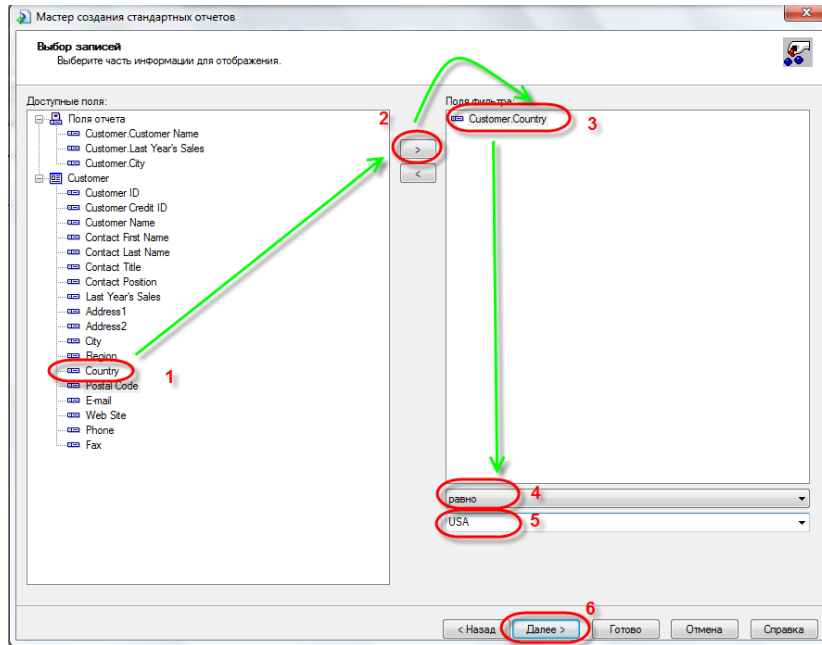 Мастер создания стандартных отчетов
Выбор записей
Выберите часть информации для отображения.
Доступные поля:
Поля фильтра:
Поля отчета
Customer.Customer Name
Customer.Last Year's Sales
Customer.City
Customer
Customer ID
Customer Credit ID
Customer Name
Contact First Name
Contact Last Name
Contact Title
Contact Position
Last Year's Sales
Address1
Address2
City
Region
Country
1
Postal Code
E-mail
Web Site
Phone
Fax
2
>
<
Customer.Country
3
равно
4
USA
5
6
< Назад
Далее >
Готово
Отмена
Справка